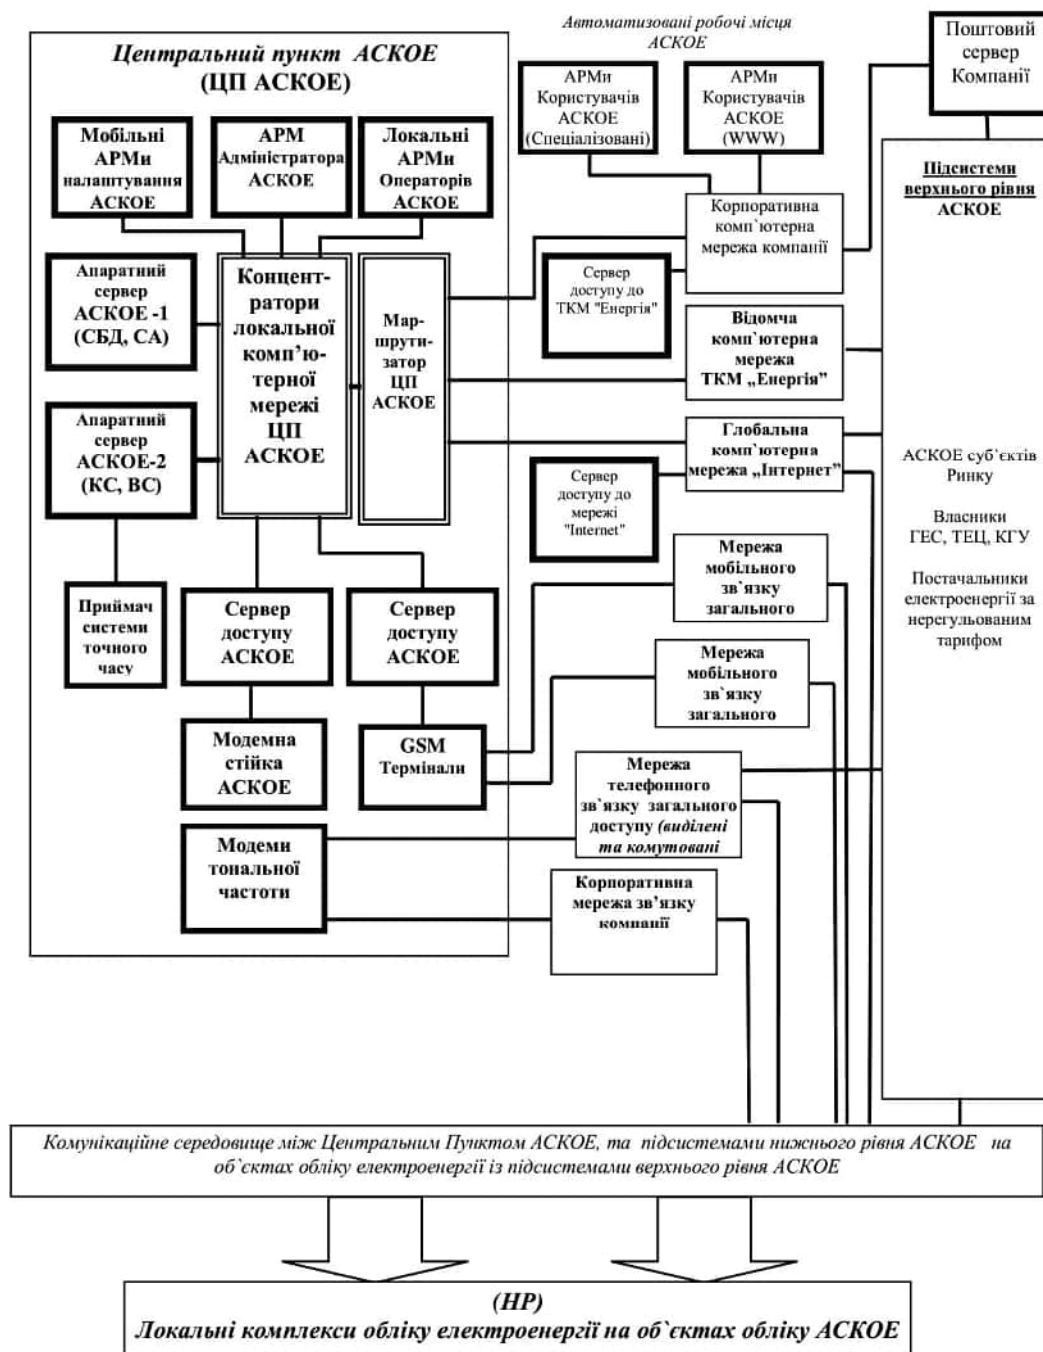 Автоматизовані робочі місця
АСКОЕ
Центральний пункт АСКОЕ
(ЦП АСКОЕ)
Поштовий
сервер
Компанії
АРМи
Користувачів
АСКОЕ
(Спеціалізовані)
АРМи
Користувачів
АСКОЕ
(WWW)
Мобільні
АРМи
налаштування
АСКОЕ
АРМ
Адміністратора
АСКОЕ
Локальні
АРМи
Операторів
АСКОЕ
Підсистеми
верхнього рівня
АСКОЕ
Корпоративна
комп`ютерна
мережа компанії
Апаратний
сервер
АСКОЕ -1
(СБД, СА)
Концент-
ратори
локальної
комп’ю-
терної
мережі
ЦП
АСКОЕ
Мар-
шрути-
затор
ЦП
АСКОЕ
Сервер
доступу до
ТКМ "Енергія"
Відомча
комп`ютерна
мережа
ТКМ „Енергія”
Апаратний
сервер
АСКОЕ-2
(КС, ВС)
Глобальна
комп`ютерна
мережа „Інтернет”
Сервер
доступу до
мережі
"Internet"
АСКОЕ суб`єктів
Ринку
Власники
ГЕС, ТЕЦ, КГУ
Постачальники
електроенергії за
нерегульованим
тарифом
Мережа
мобільного
зв`язку
загального
Приймач
системи
точного
часу
Сервер
доступу
АСКОЕ
Сервер
доступу
АСКОЕ
Мережа
мобільного
зв`язку
загального
Модемна
стійка
АСКОЕ
GSM
Термінали
Мережа
телефонного
зв`язку загального
доступу (виділені
та комутовані
Модеми
тональної
частоти
Корпоративна
мережа зв’язку
компанії
Комунікаційне середовище між Центральним Пунктом АСКОЕ, та підсистемами нижнього рівня АСКОЕ на
об`єктах обліку електроенергії із підсистемами верхнього рівня АСКОЕ
(НР)
Локальні комплекси обліку електроенергії на об`єктах обліку АСКОЕ